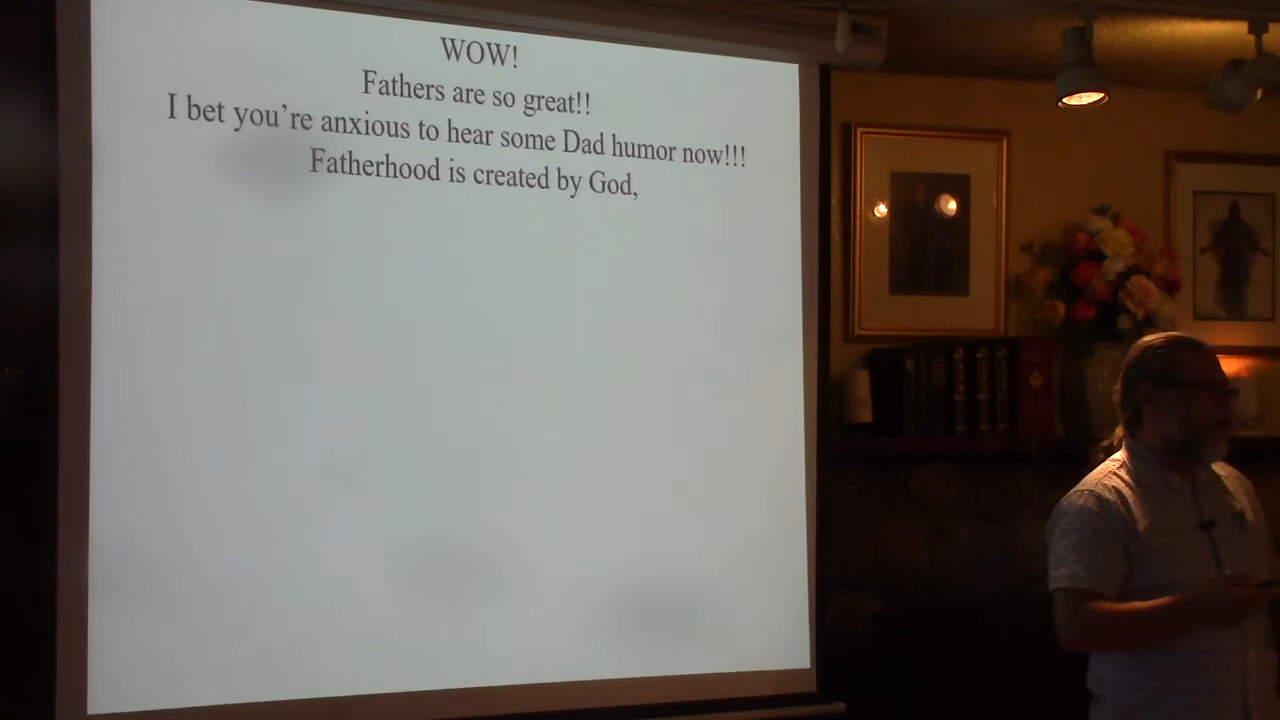 WOW!
Fathers are so great!!
I bet you’re anxious to hear some Dad humor now!!!
Fatherhood is created by God,